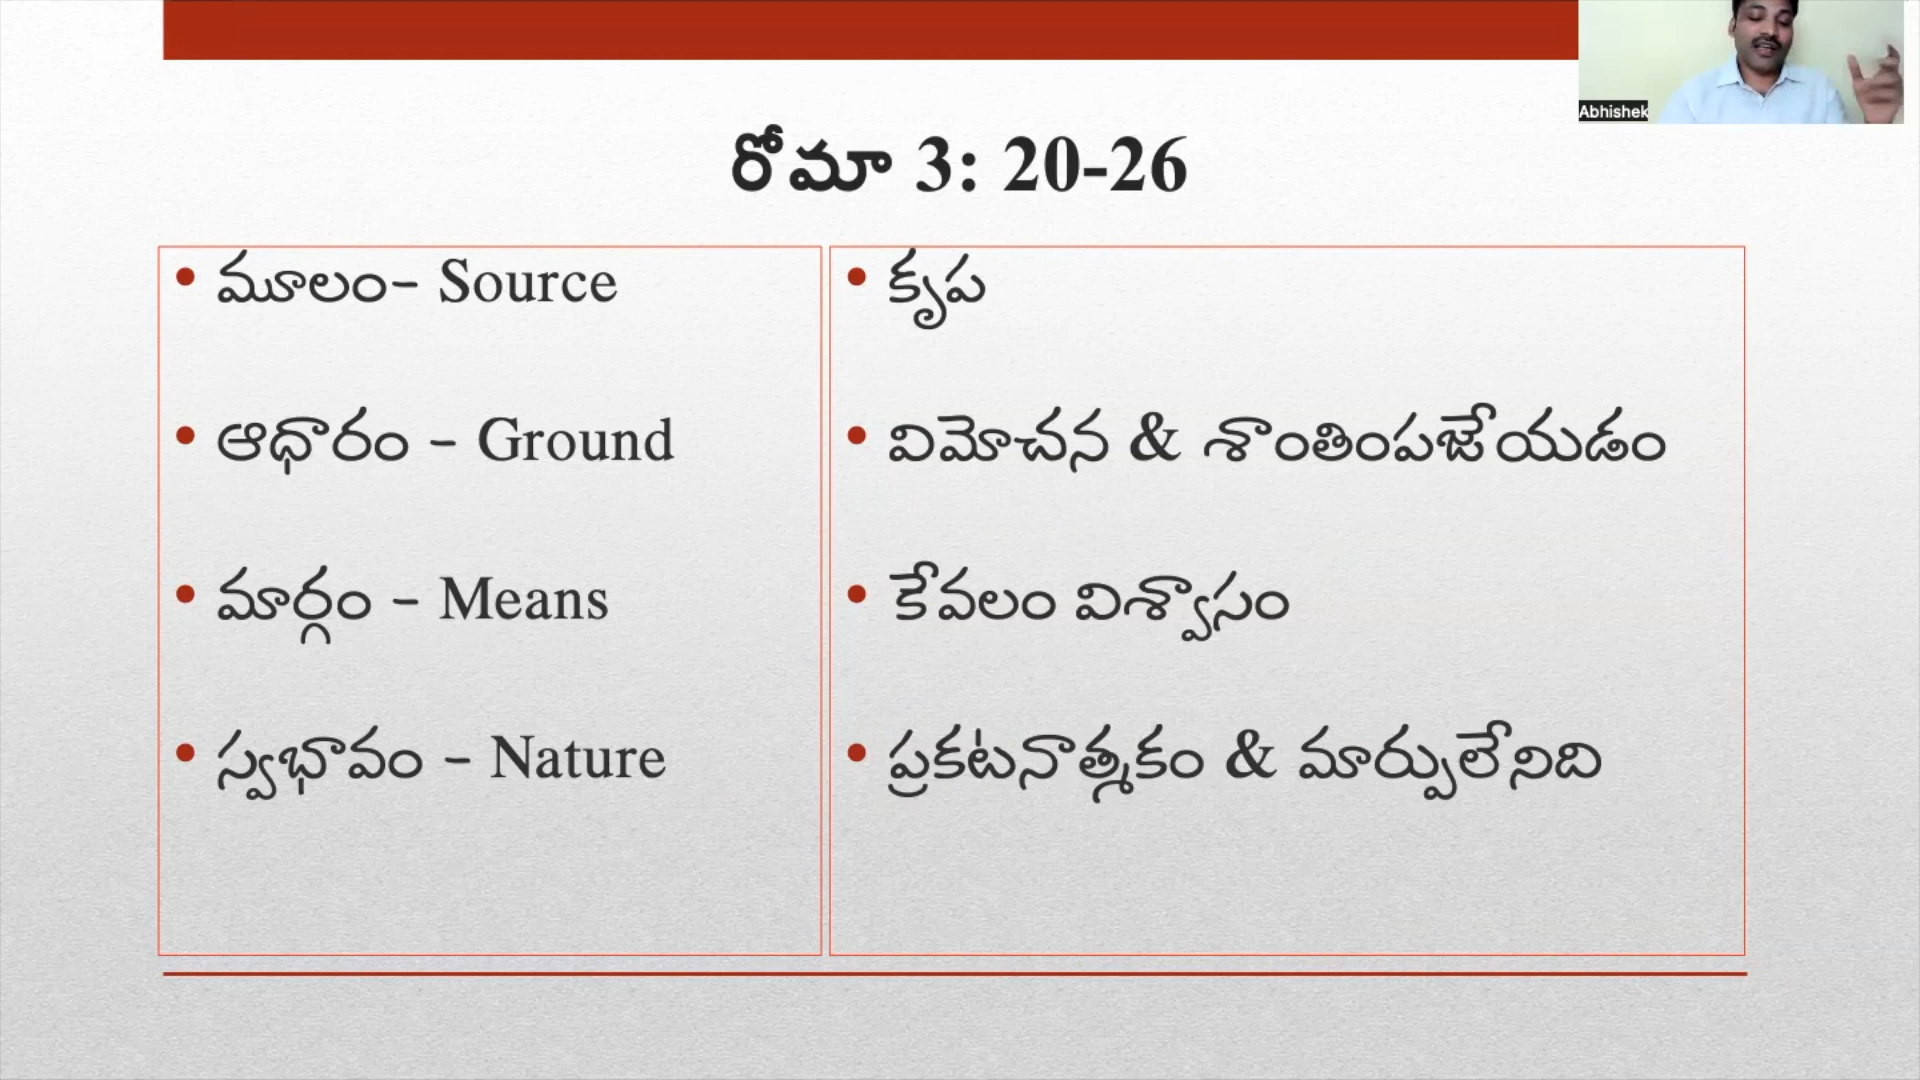 Abhishek
రోమా 3: 20-26
• మూలం– Source
• కృప
• ఆధారం – Ground
• విమోచన & శాంతింపజేయడం
• మార్గం – Means
• కేవలం విశ్వాసం
• స్వభావం – Nature
• ప్రకటనాత్మకం & మార్పులేనిది